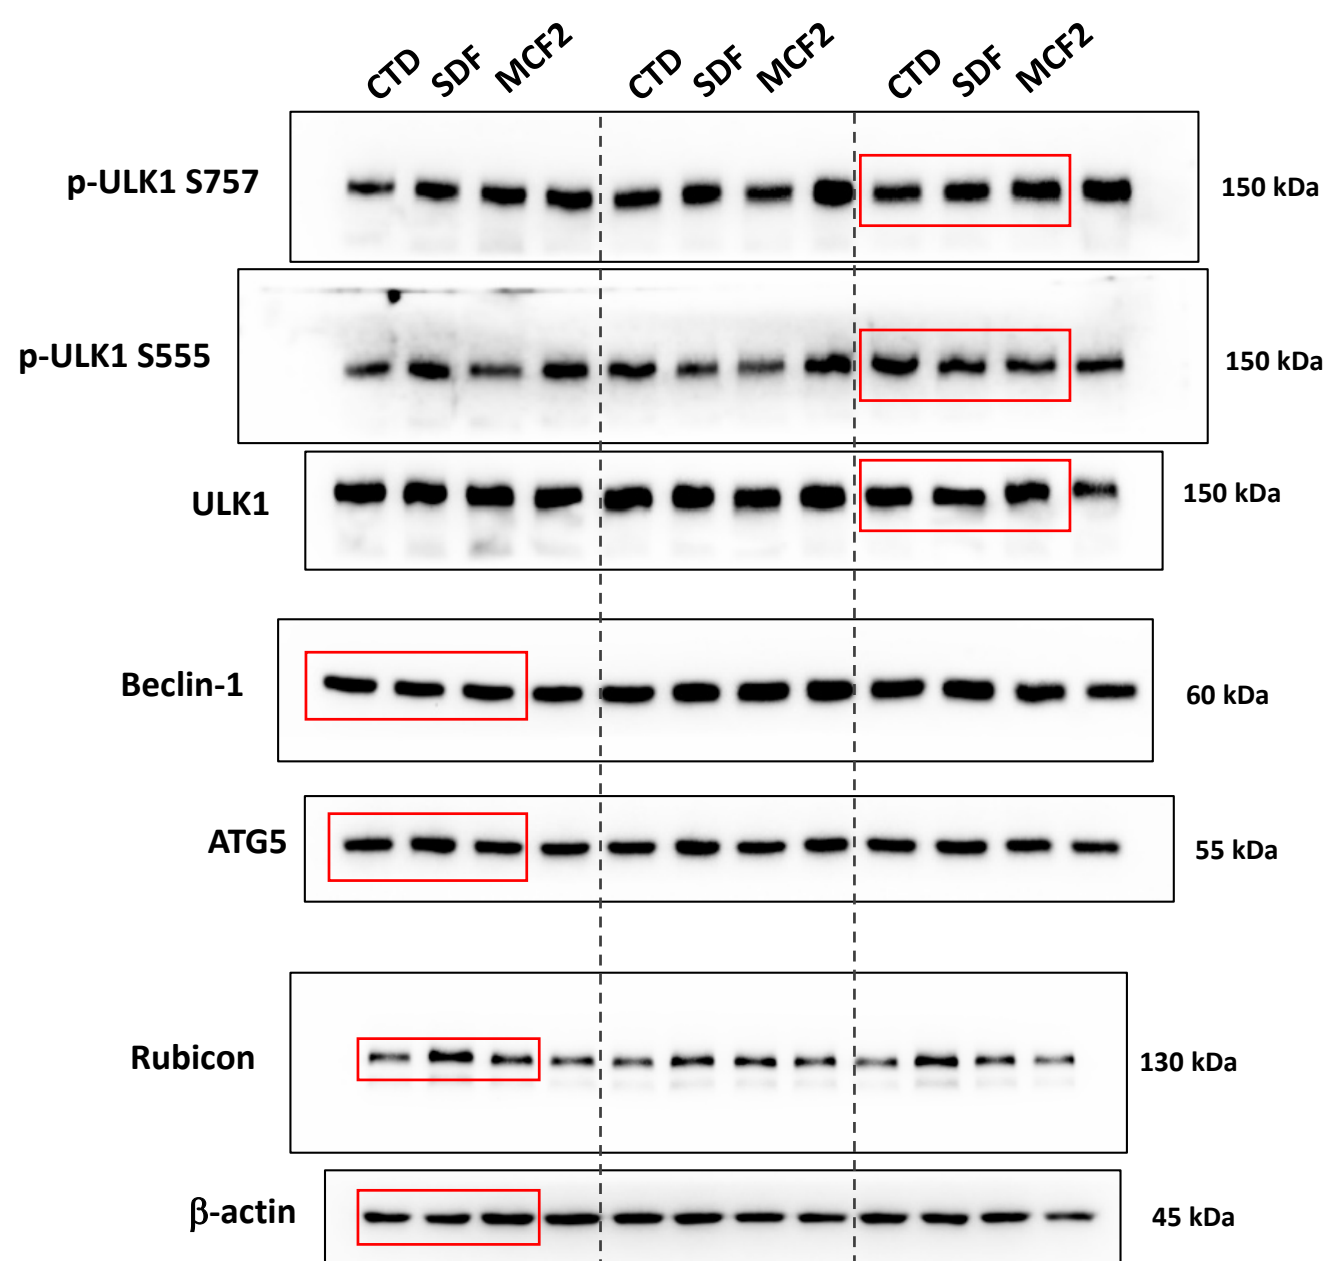 CTD SDF MCF2 CTD SDF MCF2 CTD SDF MCF2
p-ULK1 S757 150 kDa
p-ULK1 S555 150 kDa
ULK1 150 kDa
Beclin-1 60 kDa
ATG5 55 kDa
Rubicon 130 kDa
β-actin 45 kDa